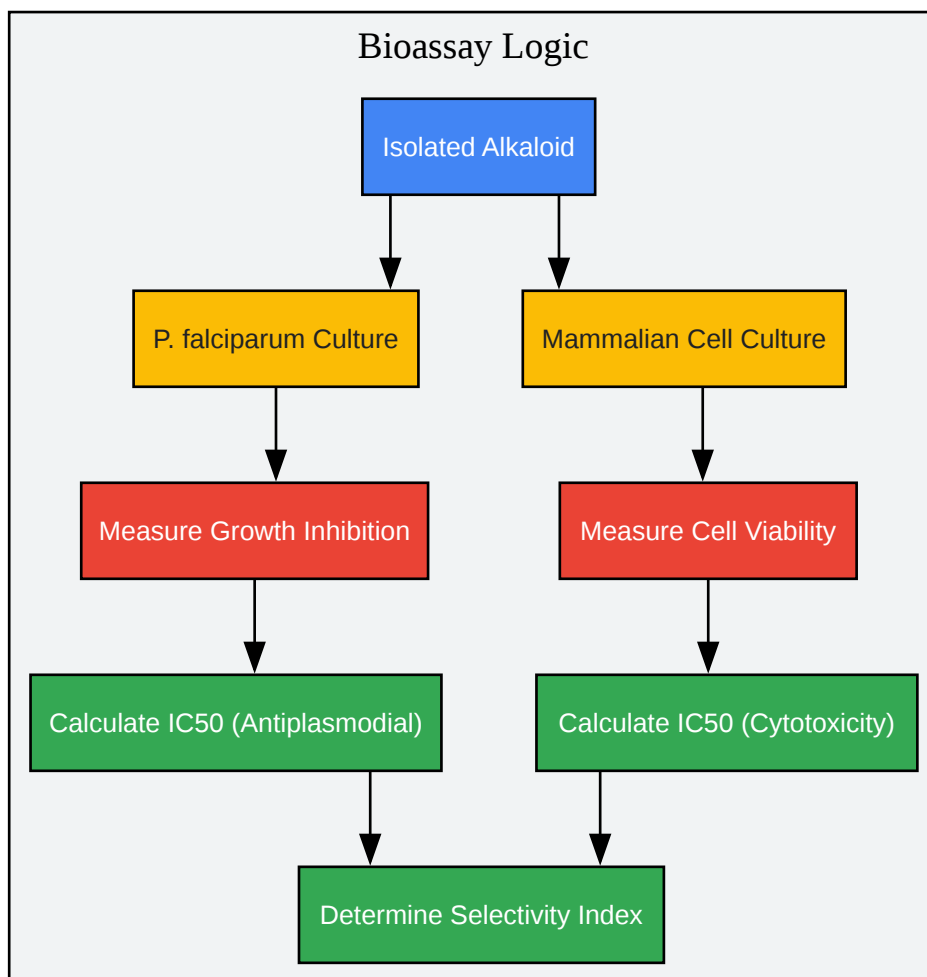 Bioassay Logic
Isolated Alkaloid
P. falciparum Culture
Mammalian Cell Culture
Measure Growth Inhibition
Measure Cell Viability
Calculate IC50 (Antiplasmodial)
Calculate IC50 (Cytotoxicity)
Determine Selectivity Index